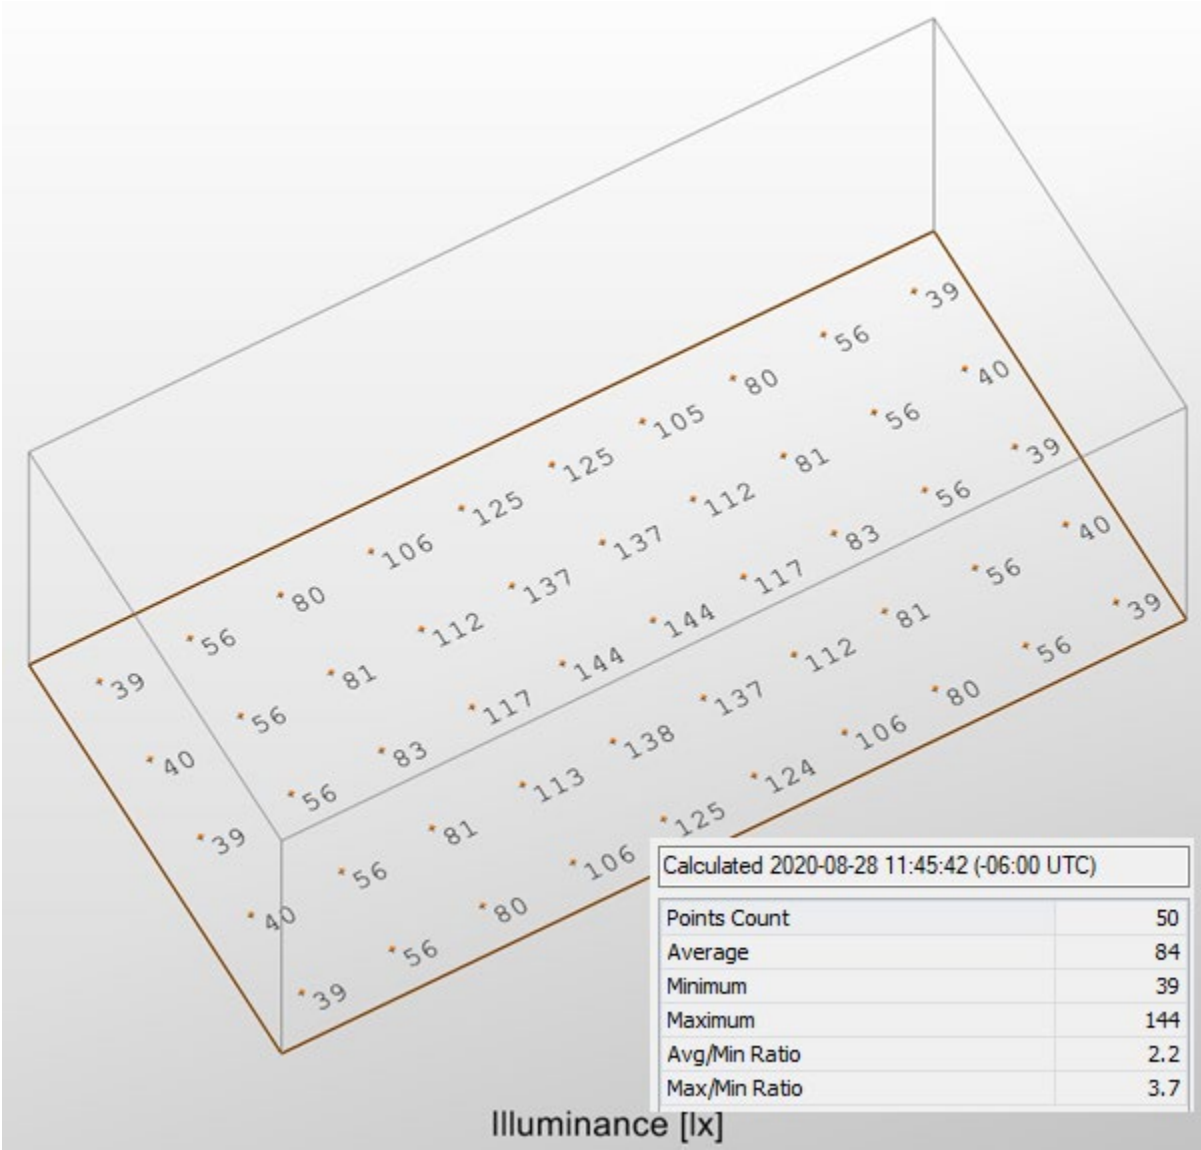 39 56 80 106 125 125 105 80 56 39
40 56 81 112 137 137 112 81 56 40
39 56 83 117 144 144 117 83 56 39
40 56 81 113 138 137 112 81 56 40
39 56 80 106 125 124 106 80 56 39
Calculated 2020-08-28 11:45:42 (-06:00 UTC)
Points Count 50
Average 84
Minimum 39
Maximum 144
Avg/Min Ratio 2.2
Max/Min Ratio 3.7
Illuminance [lx]